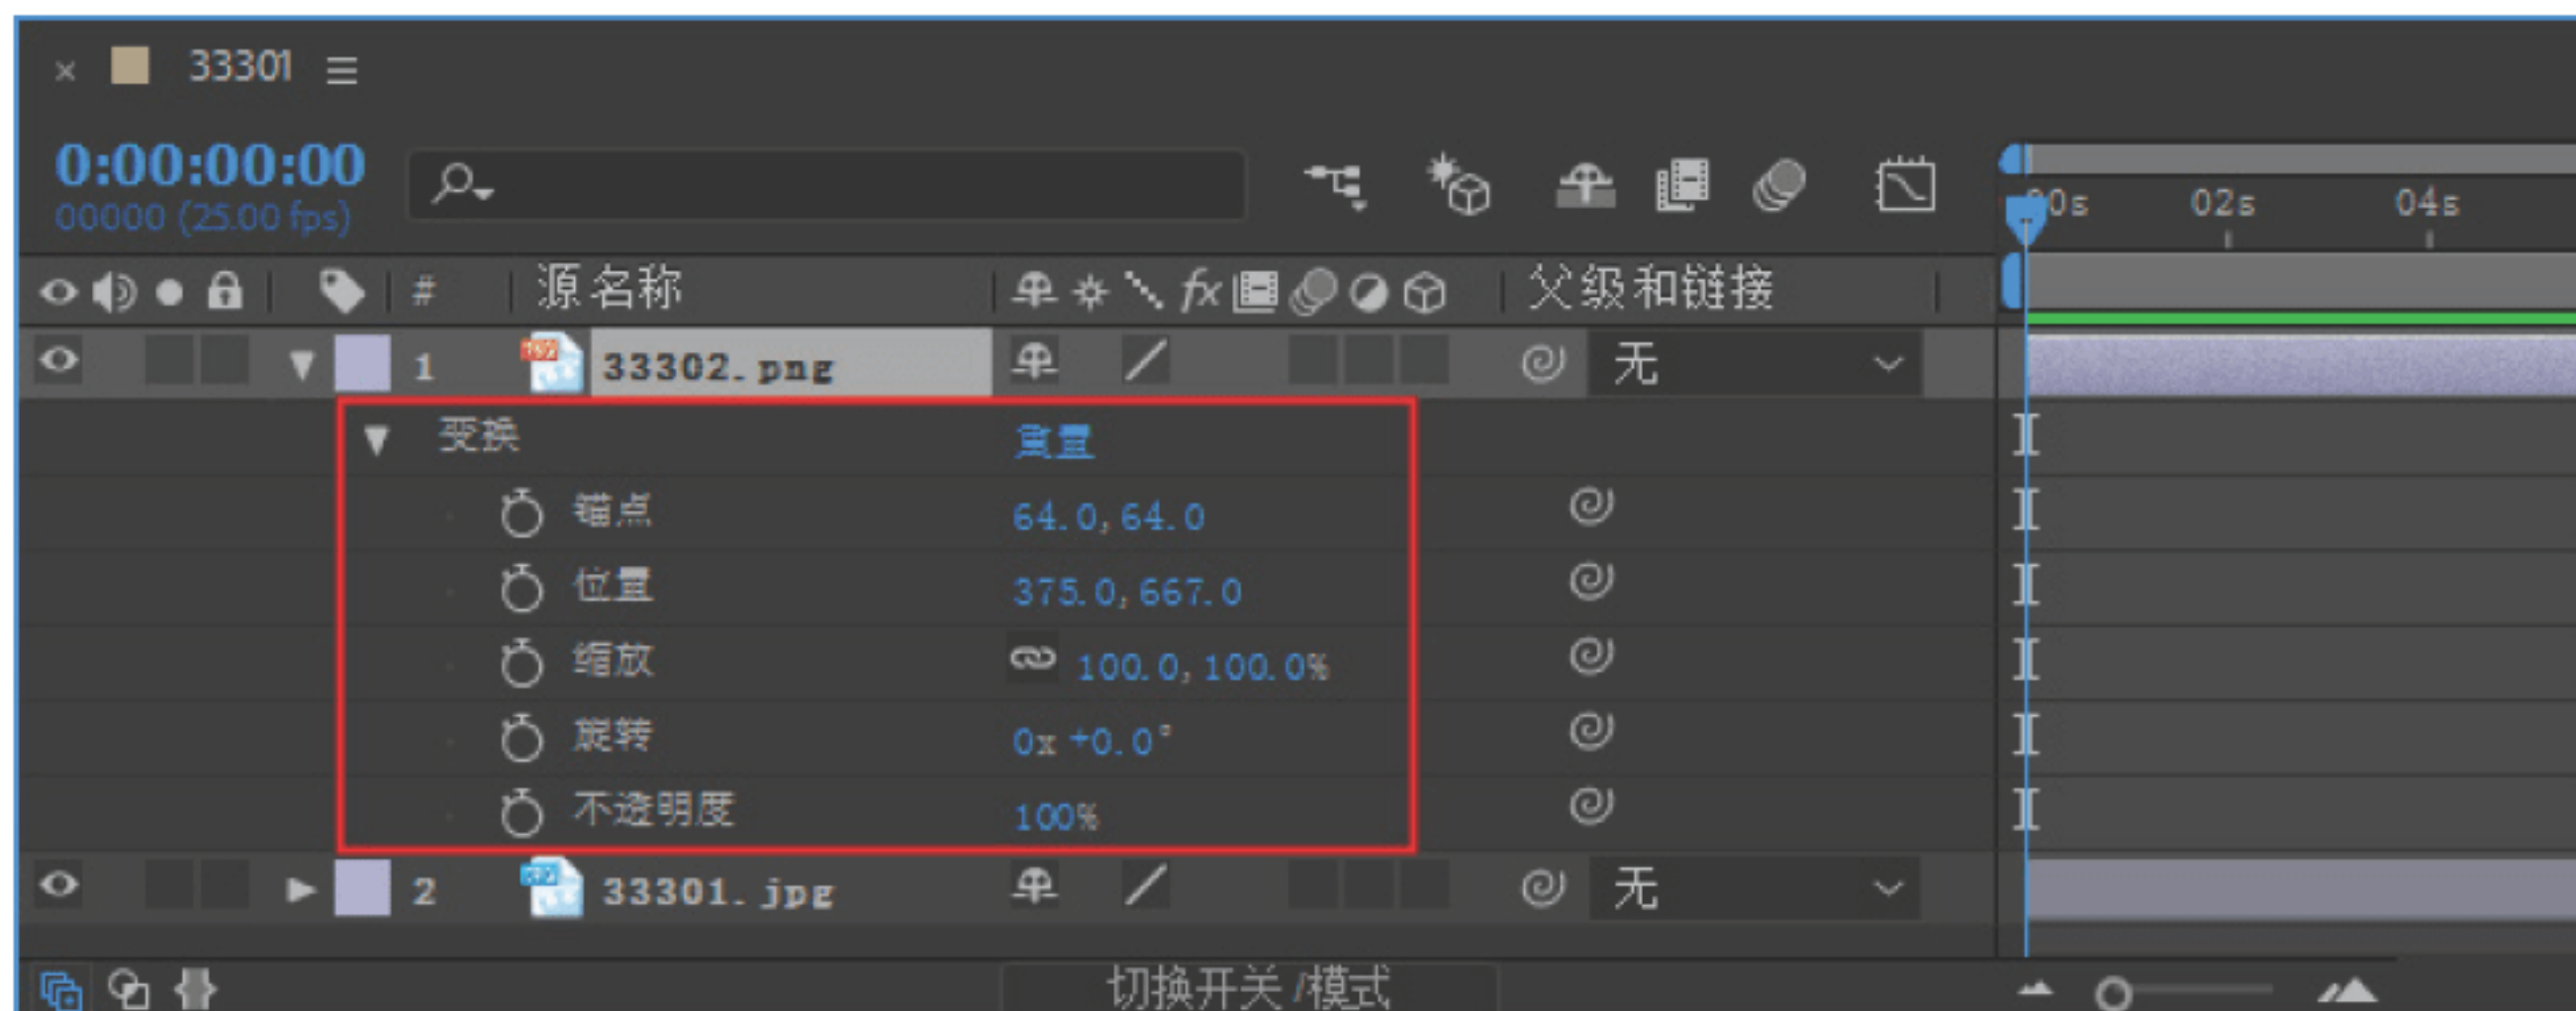 33301
0:00:00:00
00000 (25.00 fps)
00s 02s 04s
# 源名称 fx 父级和链接
1 33302.png 无
变换 重置
锚点 64.0,64.0
位置 375.0,667.0
缩放 100.0,100.0%
旋转 0x+0.0°
不透明度 100%
2 33301.jpg 无
切换开关/模式